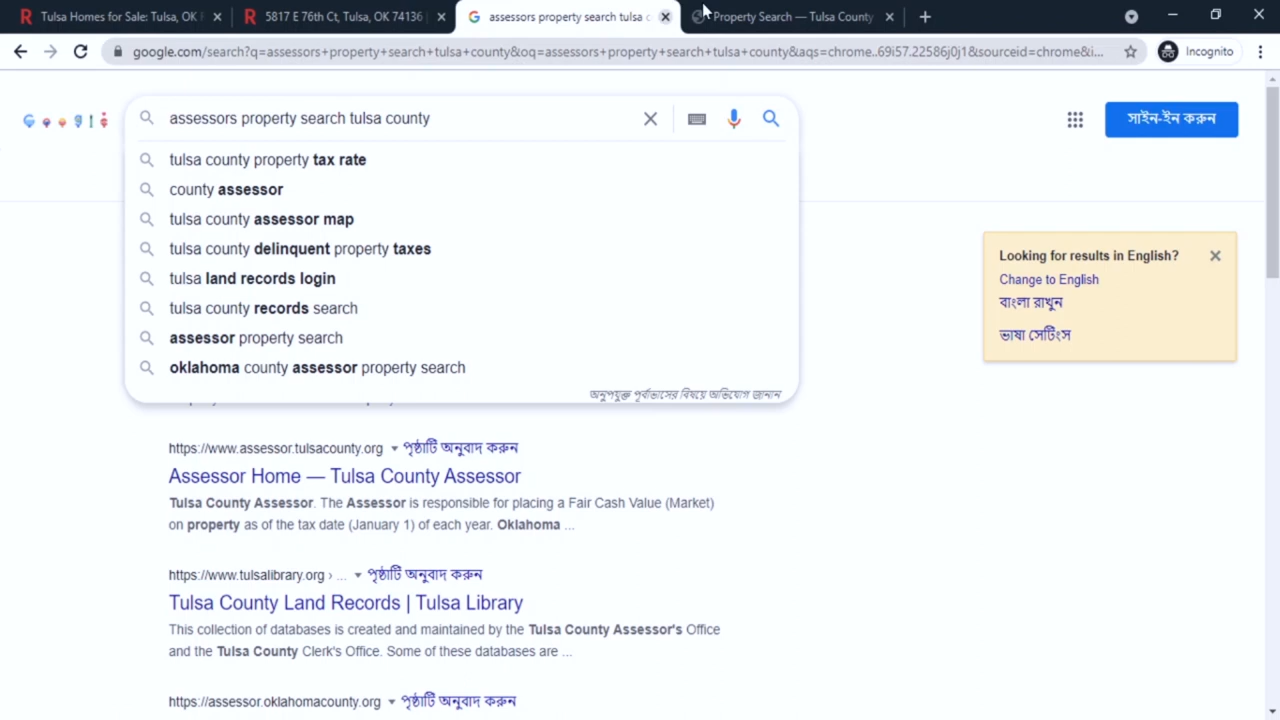 Tulsa Homes for Sale: Tulsa, OK
5817 E 76th Ct, Tulsa, OK 74136
assessors property search tulsa c
Property Search — Tulsa County
google.com/search?q=assessors+property+search+tulsa+county&oq=assessors+property+search+tulsa+county&aqs=chrome..69i57.22586j0j1&sourceid=chrome&i...
Incognito
Google
assessors property search tulsa county
সাইন-ইন করুন
tulsa county property tax rate
county assessor
tulsa county assessor map
tulsa county delinquent property taxes
tulsa land records login
tulsa county records search
assessor property search
oklahoma county assessor property search
অনুপযুক্ত পূর্বাভাসের বিষয়ে অভিযোগ জানান
Looking for results in English?
Change to English
বাংলা রাখুন
ভাষা সেটিংস
https://www.assessor.tulsacounty.org পৃষ্ঠাটি অনুবাদ করুন
Assessor Home — Tulsa County Assessor
Tulsa County Assessor. The Assessor is responsible for placing a Fair Cash Value (Market)
on property as of the tax date (January 1) of each year. Oklahoma ...
https://www.tulsalibrary.org › ... পৃষ্ঠাটি অনুবাদ করুন
Tulsa County Land Records | Tulsa Library
This collection of databases is created and maintained by the Tulsa County Assessor's Office
and the Tulsa County Clerk's Office. Some of these databases are ...
https://assessor.oklahomacounty.org পৃষ্ঠাটি অনুবাদ করুন